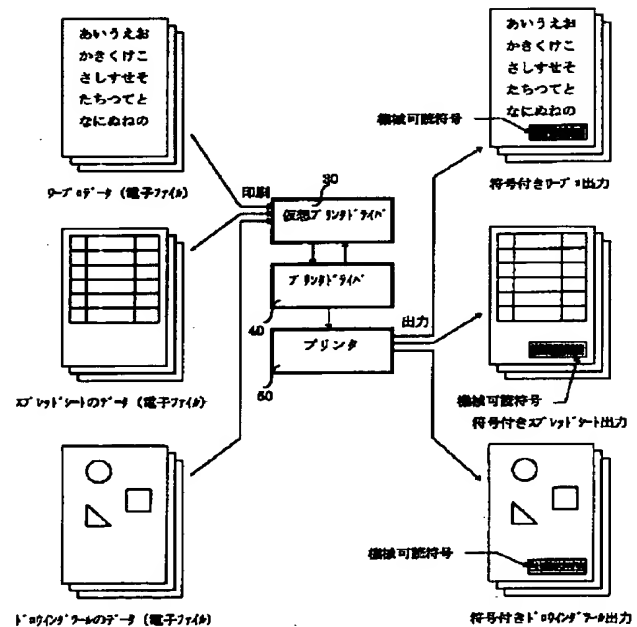 あいうえお
かきくけこ
さしすせそ
たちつてと
なにぬねの
ワープロデータ (電子ファイル)
スプレッドシートのデータ (電子ファイル)
ドロウイングツールのデータ (電子ファイル)
印刷
30
仮想プリンタドライバ
プリンタドライバ
40
プリンタ
50
出力
あいうえお
かきくけこ
さしすせそ
たちつてと
なにぬねの
機械可読符号
符号付きワープロ出力
機械可読符号
符号付きスプレッドシート出力
機械可読符号
符号付きドロウイングツール出力